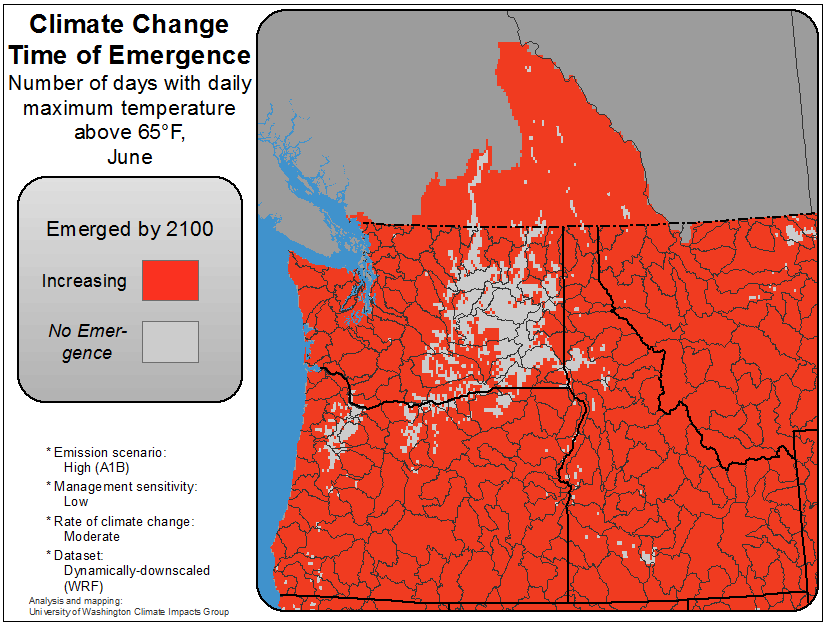 Climate Change
Time of Emergence
Number of days with daily
maximum temperature
above 65°F,
June
Emerged by 2100
Increasing
No Emer-
gence
* Emission scenario:
High (A1B)
* Management sensitivity:
Low
* Rate of climate change:
Moderate
* Dataset:
Dynamically-downscaled
(WRF)
Analysis and mapping:
University of Washington Climate Impacts Group